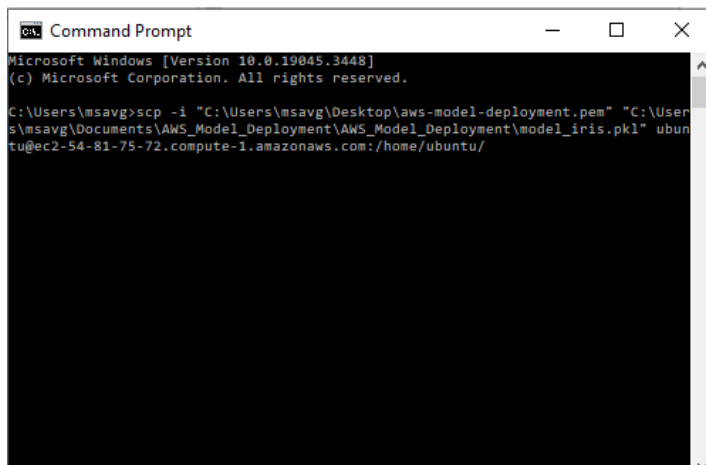 Command Prompt
Microsoft Windows [Version 10.0.19045.3448]
(c) Microsoft Corporation. All rights reserved.
C:\Users\msavg>scp -i "C:\Users\msavg\Desktop\aws-model-deployment.pem" "C:\User
s\msavg\Documents\AWS_Model_Deployment\AWS_Model_Deployment\model_iris.pkl" ubun
tu@ec2-54-81-75-72.compute-1.amazonaws.com:/home/ubuntu/